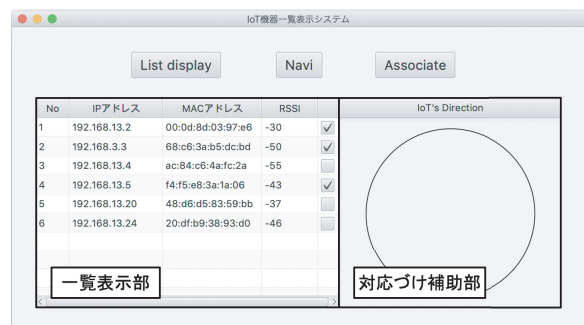 IoT機器一覧表示システム
List display Navi Associate
No IPアドレス MACアドレス RSSI IoT's Direction
1 192.168.13.2 00:0d:8d:03:97:e6 -30
2 192.168.3.3 68:c6:3a:b5:dc:bd -50
3 192.168.13.4 ac:84:c6:4a:fc:2a -55
4 192.168.13.5 f4:f5:e8:3a:1a:06 -43
5 192.168.13.20 48:d6:d5:83:59:bb -37
6 192.168.13.24 20:df:b9:38:93:d0 -46
一覧表示部 対応づけ補助部